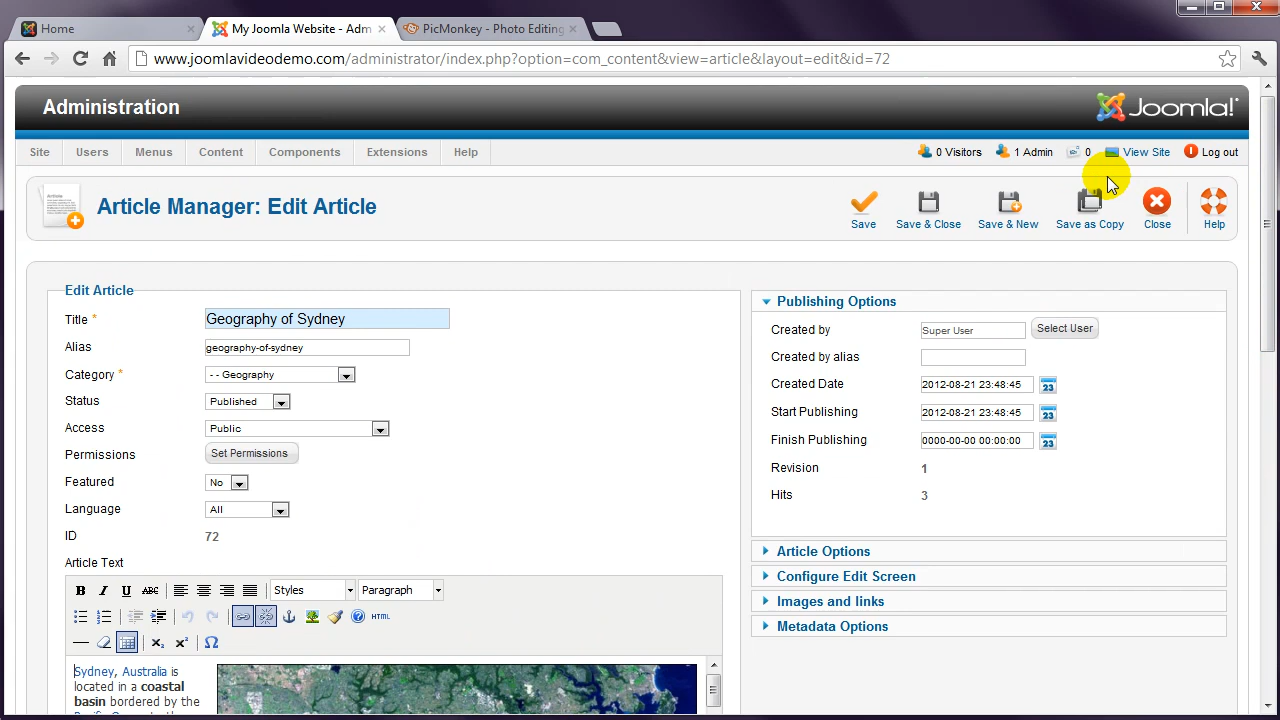 Home
My Joomla Website - Adm
PicMonkey - Photo Editing
www.joomlavideodemo.com/administrator/index.php?option=com_content&view=article&layout=edit&id=72
Administration
Joomla!
Site Users Menus Content Components Extensions Help
0 Visitors 1 Admin 0 View Site Log out
Article Manager: Edit Article
Save Save & Close Save & New Save as Copy Close Help
Edit Article
Title * Geography of Sydney
Alias geography-of-sydney
Category * - - Geography
Status Published
Access Public
Permissions Set Permissions
Featured No
Language All
ID 72
Article Text
B I U ABC Styles Paragraph
HTML
Sydney, Australia is
located in a coastal
basin bordered by the
Publishing Options
Created by Super User Select User
Created by alias
Created Date 2012-08-21 23:48:45 23
Start Publishing 2012-08-21 23:48:45 23
Finish Publishing 0000-00-00 00:00:00 23
Revision 1
Hits 3
Article Options
Configure Edit Screen
Images and links
Metadata Options